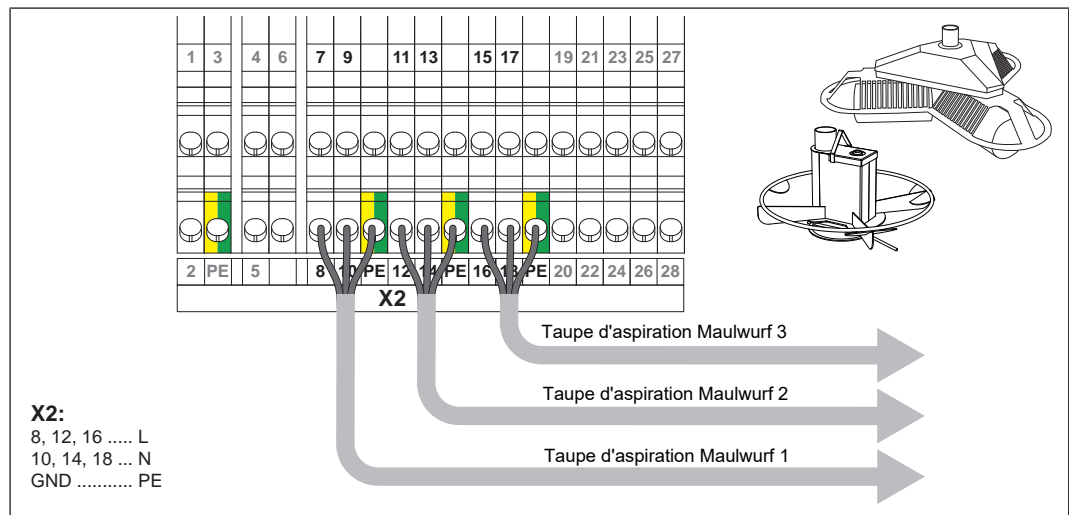 1 3 4 6 7 9 11 13 15 17 19 21 23 25 27
2 PE 5 8 10 PE 12 14 PE 16 18 PE 20 22 24 26 28
X2
Taupe d'aspiration Maulwurf 3
Taupe d'aspiration Maulwurf 2
Taupe d'aspiration Maulwurf 1
X2:
8, 12, 16 ..... L
10, 14, 18 ... N
GND ........... PE